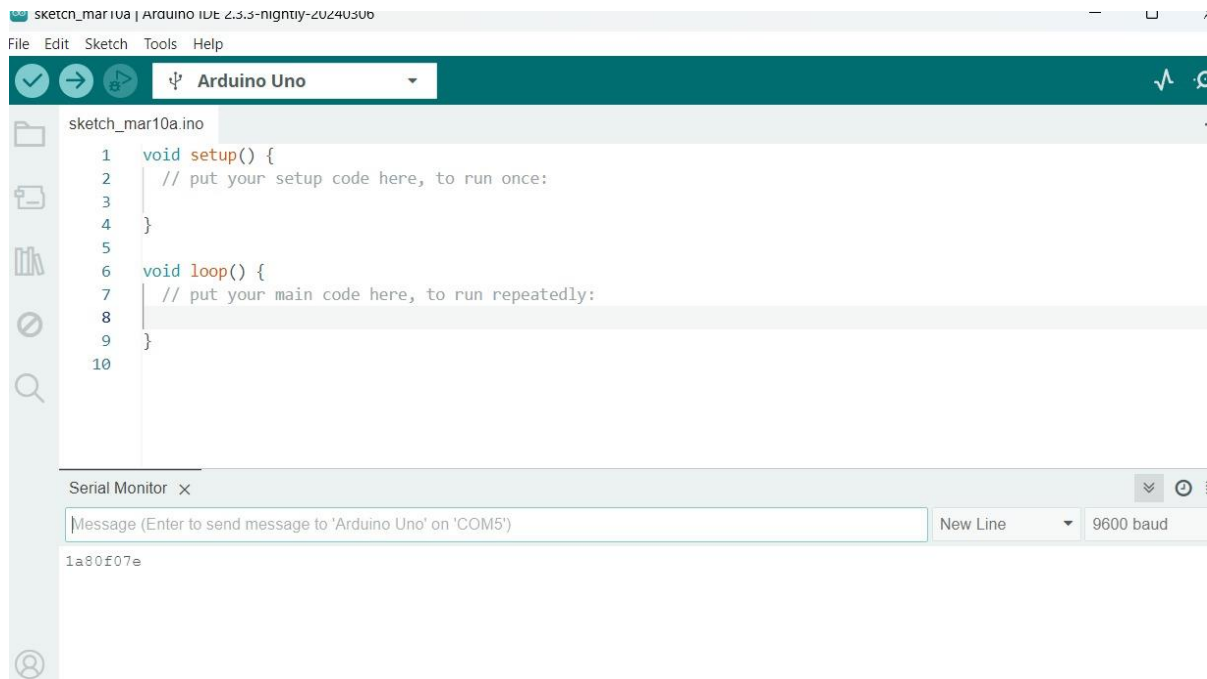 sketch_mar10a | Arduino IDE 2.3.3-nightly-20240306
File Edit Sketch Tools Help
Arduino Uno
sketch_mar10a.ino
1 void setup() {
2 // put your setup code here, to run once:
3
4 }
5
6 void loop() {
7 // put your main code here, to run repeatedly:
8
9 }
10
Serial Monitor
Message (Enter to send message to 'Arduino Uno' on 'COM5') New Line 9600 baud
1a80f07e